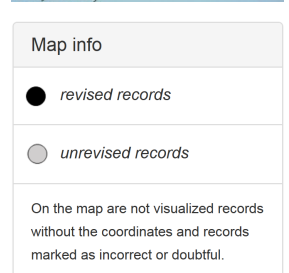 Map info
revised records
unrevised records
On the map are not visualized records
without the coordinates and records
marked as incorrect or doubtful.